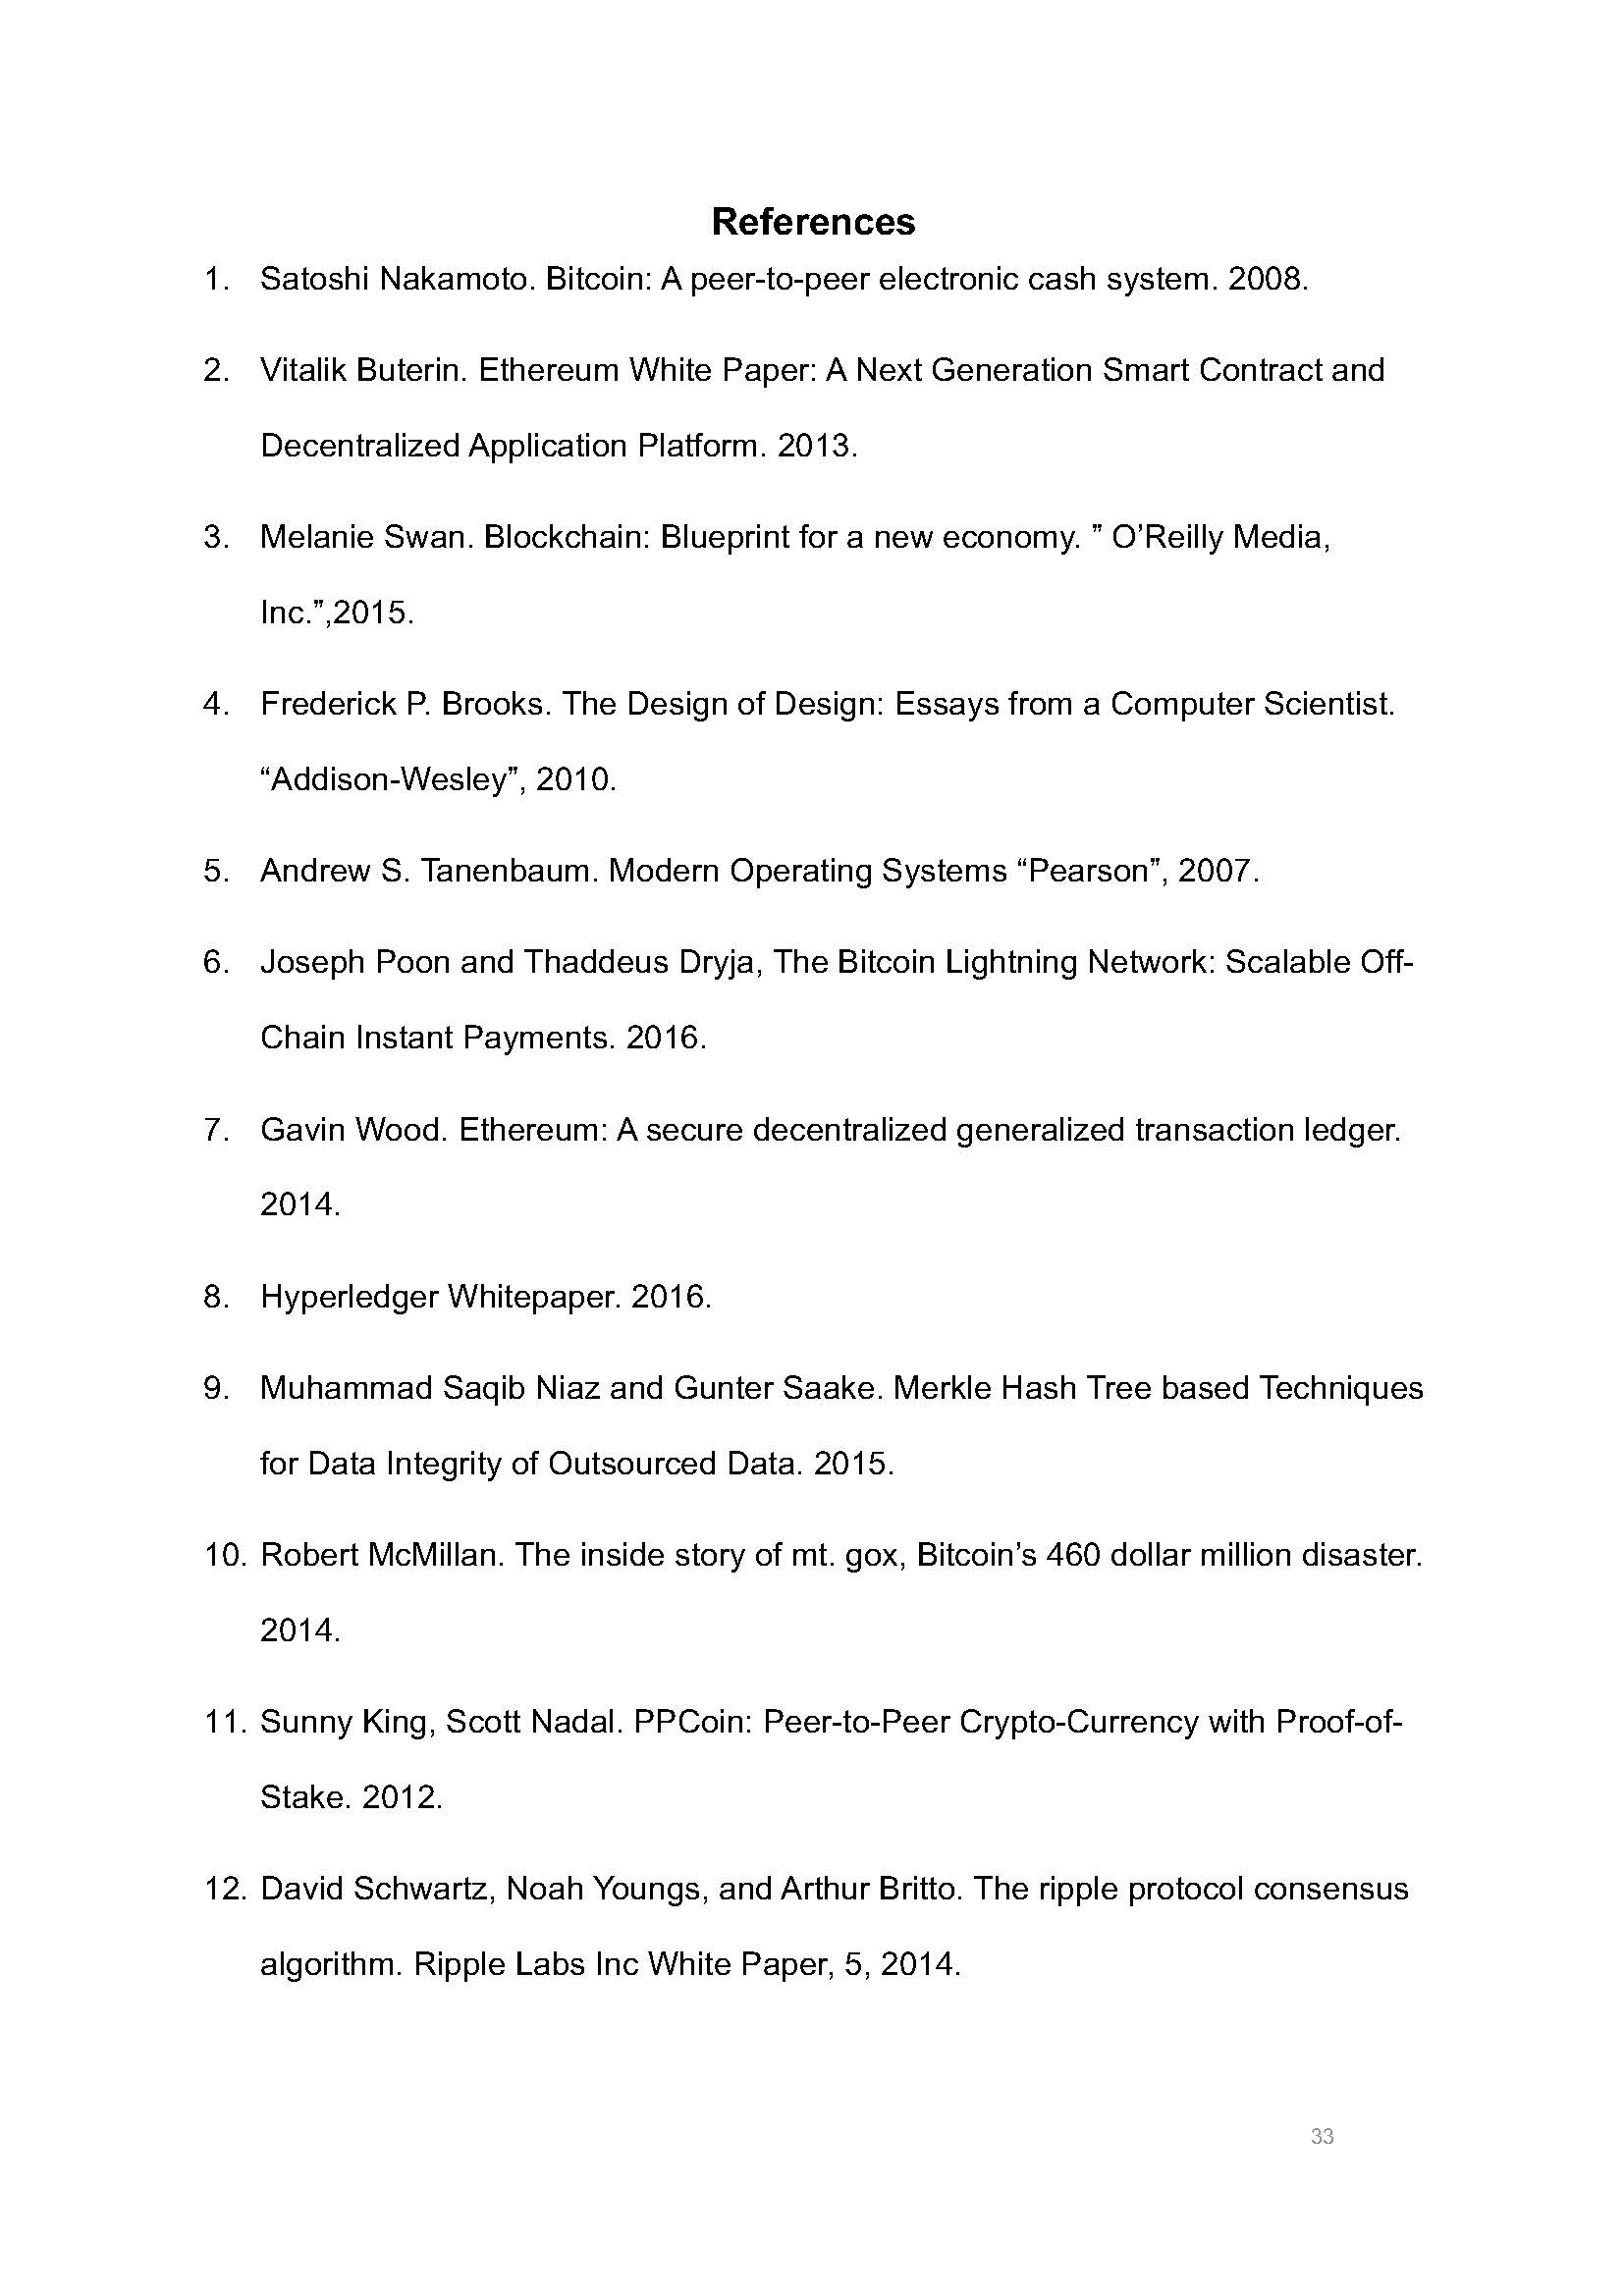 References
1. Satoshi Nakamoto. Bitcoin: A peer-to-peer electronic cash system. 2008.
2. Vitalik Buterin. Ethereum White Paper: A Next Generation Smart Contract and
Decentralized Application Platform. 2013.
3. Melanie Swan. Blockchain: Blueprint for a new economy. ” O’Reilly Media,
Inc.”,2015.
4. Frederick P. Brooks. The Design of Design: Essays from a Computer Scientist.
“Addison-Wesley”, 2010.
5. Andrew S. Tanenbaum. Modern Operating Systems “Pearson”, 2007.
6. Joseph Poon and Thaddeus Dryja, The Bitcoin Lightning Network: Scalable Off-
Chain Instant Payments. 2016.
7. Gavin Wood. Ethereum: A secure decentralized generalized transaction ledger.
2014.
8. Hyperledger Whitepaper. 2016.
9. Muhammad Saqib Niaz and Gunter Saake. Merkle Hash Tree based Techniques
for Data Integrity of Outsourced Data. 2015.
10. Robert McMillan. The inside story of mt. gox, Bitcoin’s 460 dollar million disaster.
2014.
11. Sunny King, Scott Nadal. PPCoin: Peer-to-Peer Crypto-Currency with Proof-of-
Stake. 2012.
12. David Schwartz, Noah Youngs, and Arthur Britto. The ripple protocol consensus
algorithm. Ripple Labs Inc White Paper, 5, 2014.
33